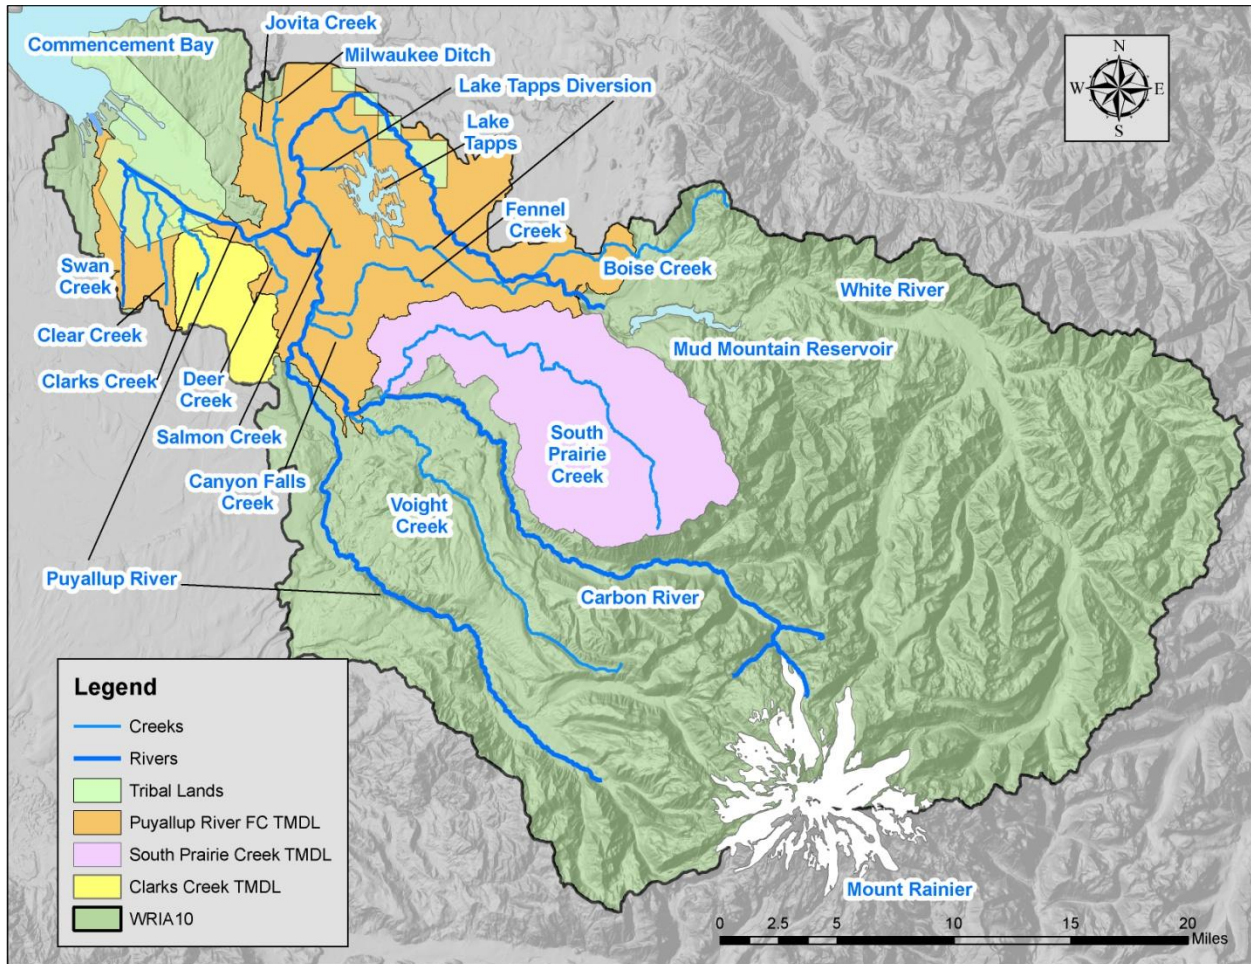 Jovita Creek
Commencement Bay
Milwaukee Ditch
Lake Tapps Diversion
Lake
Tapps
N
W
E
S
Fennel
Creek
Boise Creek
Swan
Creek
White River
Clear Creek
Mud Mountain Reservoir
Clarks Creek
Deer
Creek
Salmon Creek
South
Prairie
Creek
Canyon Falls
Creek
Voight
Creek
Puyallup River
Carbon River
Legend
Creeks
Rivers
Tribal Lands
Puyallup River FC TMDL
South Prairie Creek TMDL
Clarks Creek TMDL
WRIA10
Mount Rainier
0 2.5 5 10 15 20
Miles